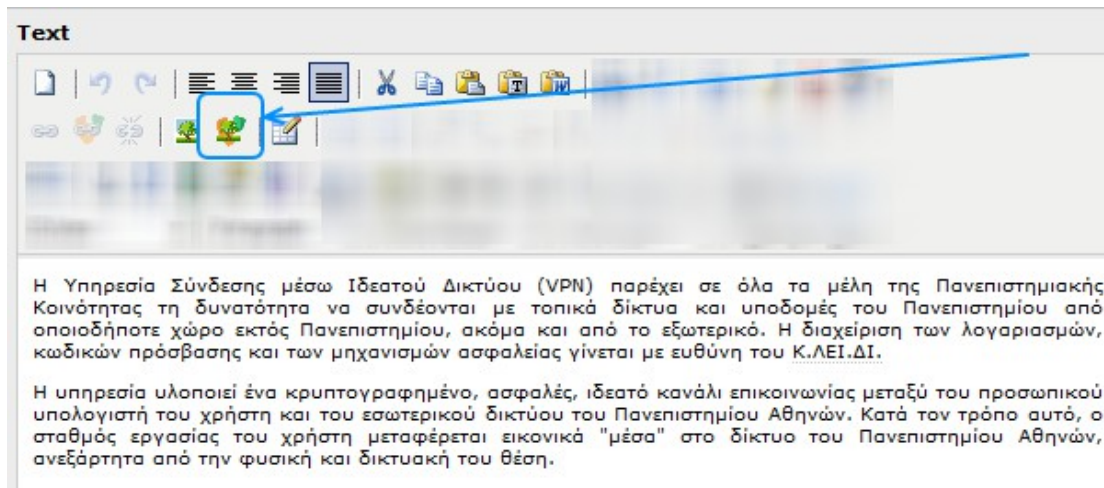 Text
Η Υπηρεσία Σύνδεσης μέσω Ιδεατού Δικτύου (VPN) παρέχει σε όλα τα μέλη της Πανεπιστημιακής
Κοινότητας τη δυνατότητα να συνδέονται με τοπικά δίκτυα και υποδομές του Πανεπιστημίου από
οποιοδήποτε χώρο εκτός Πανεπιστημίου, ακόμα και από το εξωτερικό. Η διαχείριση των λογαριασμών,
κωδικών πρόσβασης και των μηχανισμών ασφαλείας γίνεται με ευθύνη του Κ.ΛΕΙ.ΔΙ.
Η υπηρεσία υλοποιεί ένα κρυπτογραφημένο, ασφαλές, ιδεατό κανάλι επικοινωνίας μεταξύ του προσωπικού
υπολογιστή του χρήστη και του εσωτερικού δικτύου του Πανεπιστημίου Αθηνών. Κατά τον τρόπο αυτό, ο
σταθμός εργασίας του χρήστη μεταφέρεται εικονικά "μέσα" στο δίκτυο του Πανεπιστημίου Αθηνών,
ανεξάρτητα από την φυσική και δικτυακή του θέση.